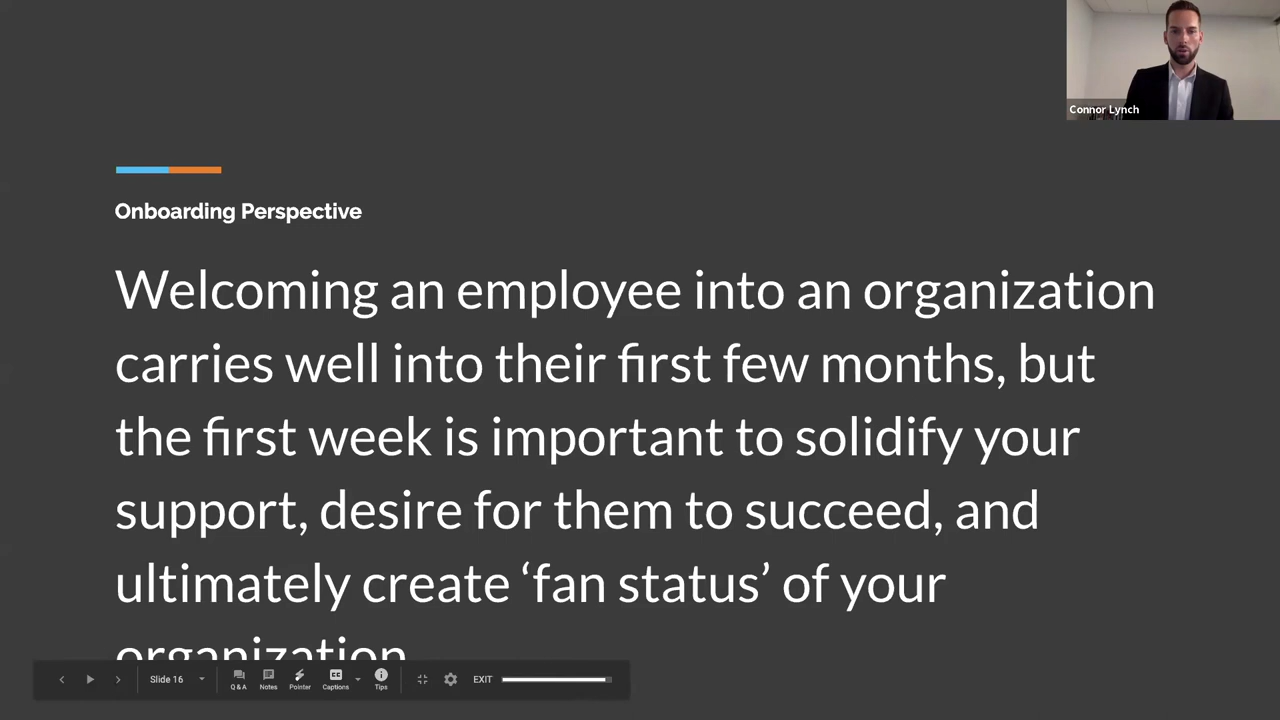 Connor Lynch
Onboarding Perspective
Welcoming an employee into an organization
carries well into their first few months, but
the first week is important to solidify your
support, desire for them to succeed, and
ultimately create ‘fan status’ of your
organization
Slide 16
Q & A
Notes
Pointer
Captions
Tips
EXIT